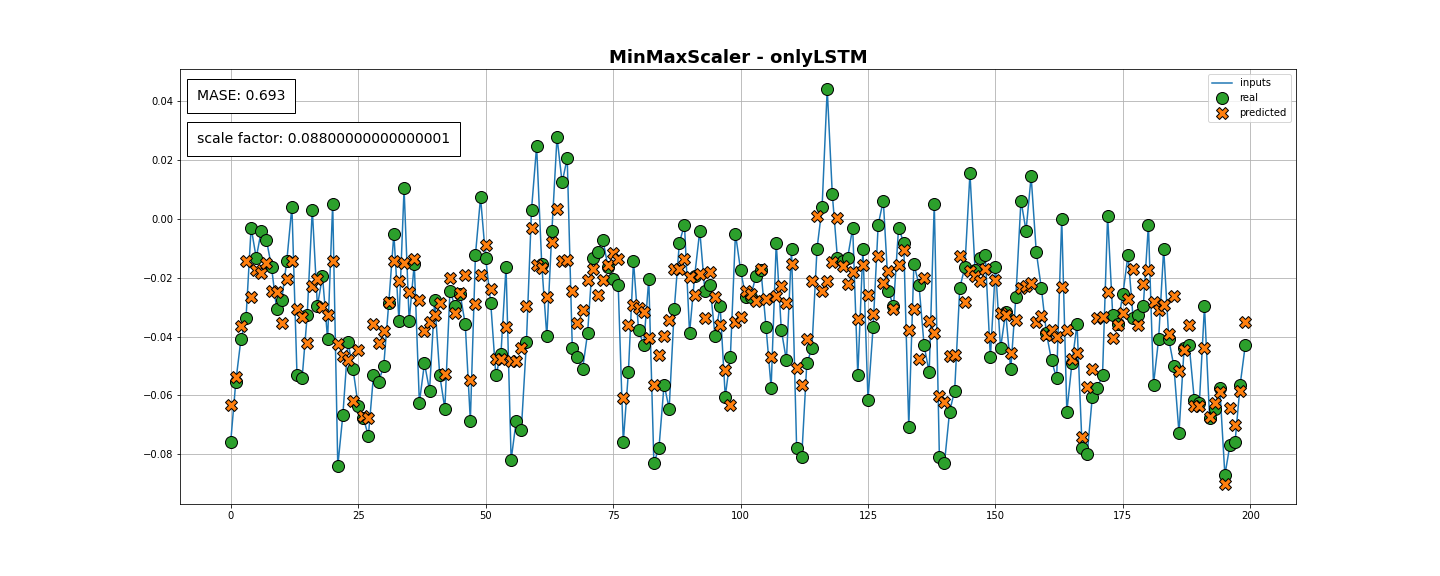 MinMaxScaler - onlyLSTM
MASE: 0.693
scale factor: 0.08800000000000001
inputs
real
predicted
0.04
0.02
0.00
−0.02
−0.04
−0.06
−0.08
0 25 50 75 100 125 150 175 200